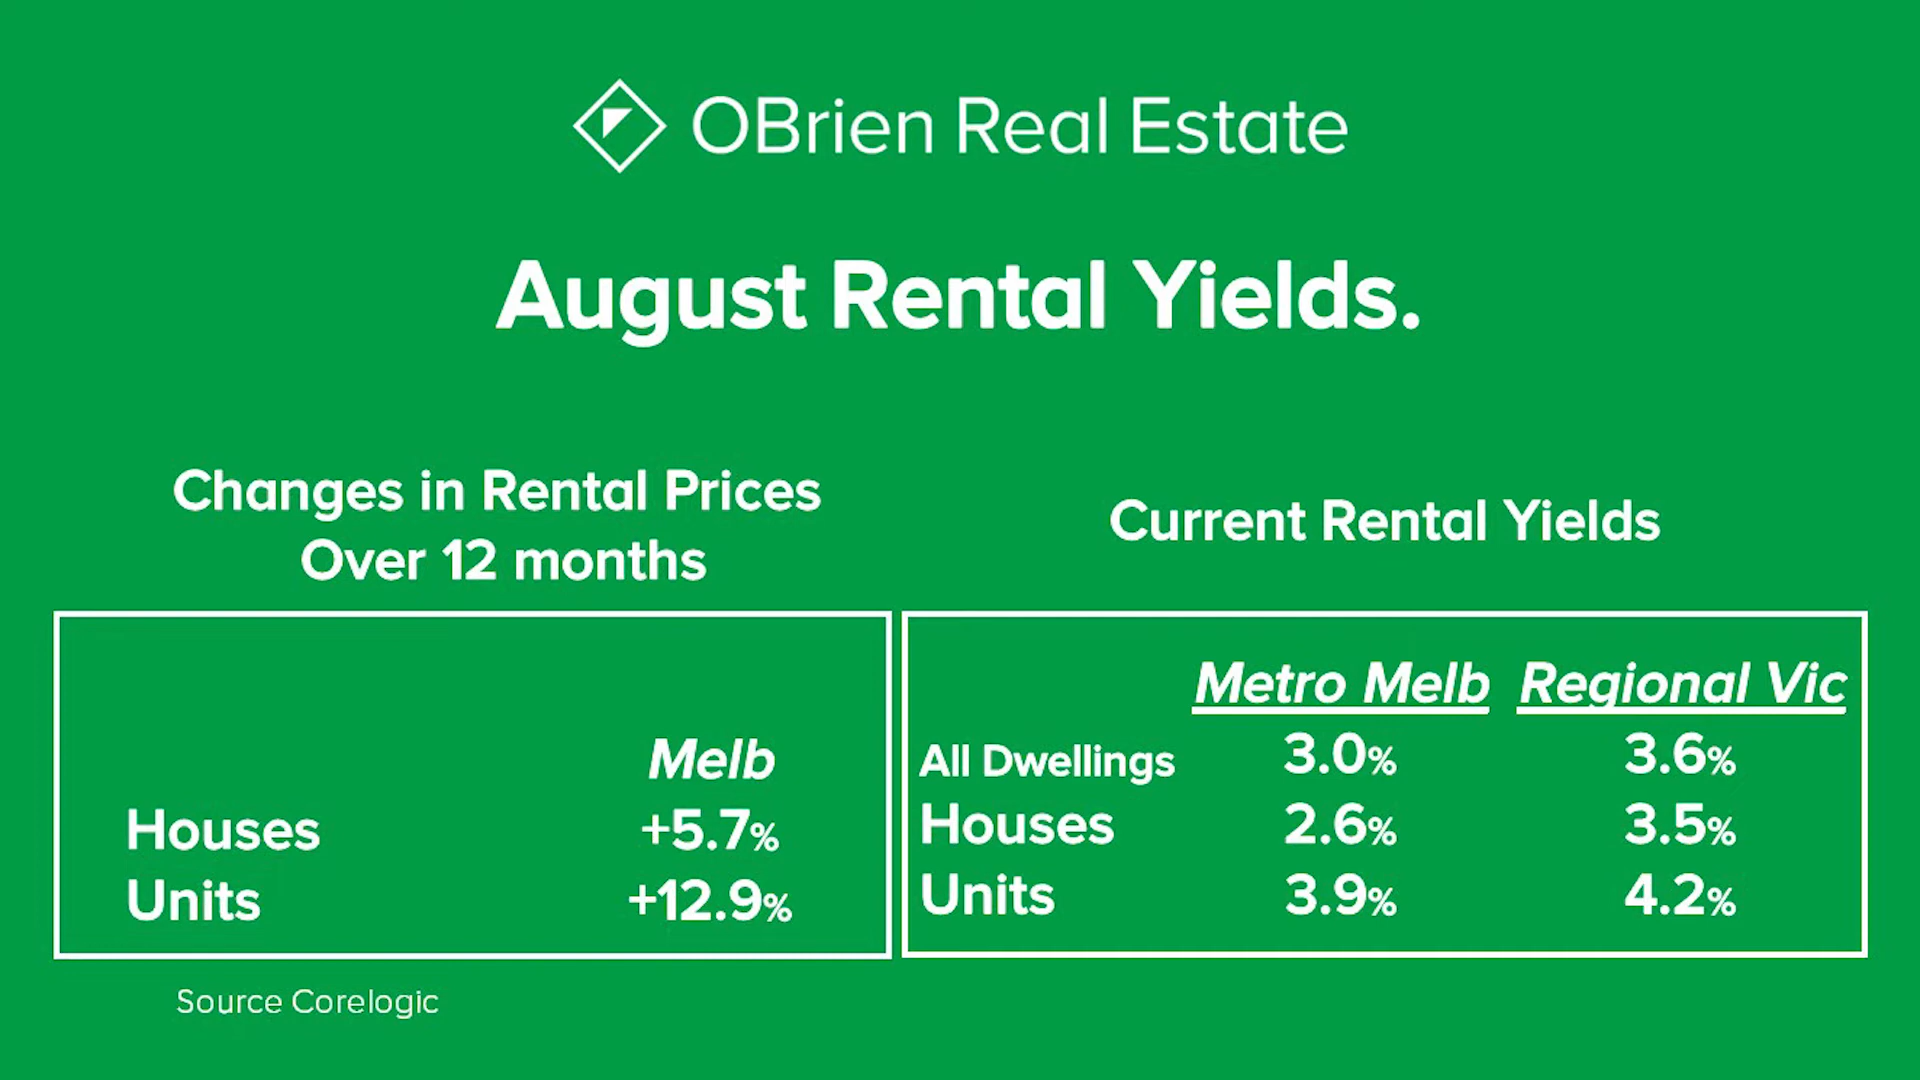 OBrien Real Estate
August Rental Yields.
Changes in Rental Prices
Over 12 months
Melb
Houses +5.7%
Units +12.9%
Current Rental Yields
Metro Melb Regional Vic
All Dwellings 3.0% 3.6%
Houses 2.6% 3.5%
Units 3.9% 4.2%
Source Corelogic